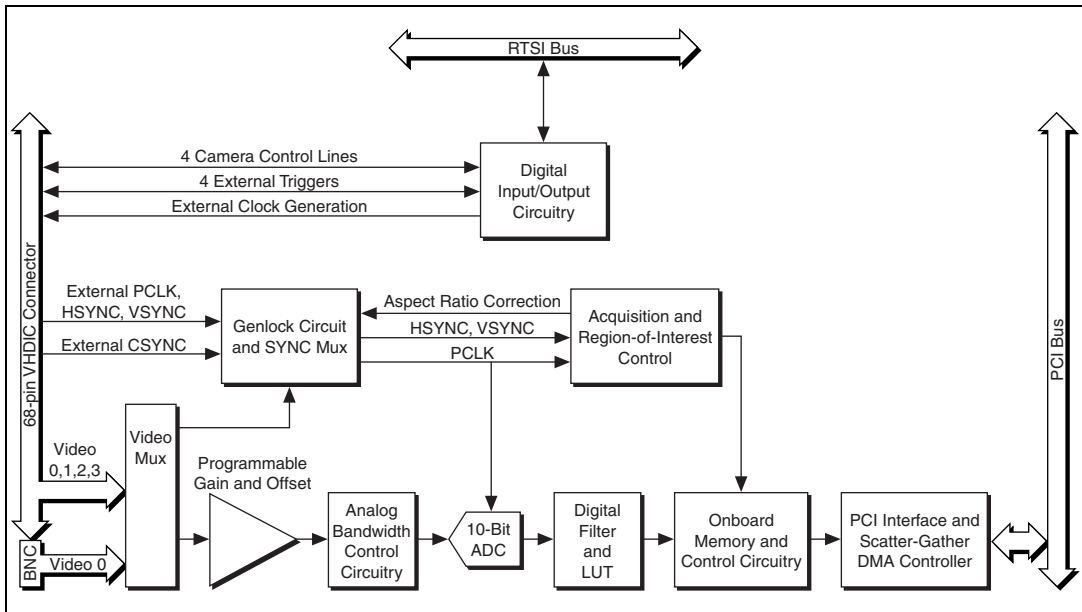 RTSI Bus
4 Camera Control Lines
4 External Triggers
External Clock Generation
Digital
Input/Output
Circuitry
68-pin VHDIC Connector
External PCLK,
HSYNC, VSYNC
External CSYNC
Genlock Circuit
and SYNC Mux
Aspect Ratio Correction
HSYNC, VSYNC
PCLK
Acquisition and
Region-of-Interest
Control
PCI Bus
Video
0,1,2,3
Video
Mux
Programmable
Gain and Offset
Analog
Bandwidth
Control
Circuitry
10-Bit
ADC
Digital
Filter
and
LUT
Onboard
Memory and
Control Circuitry
PCI Interface and
Scatter-Gather
DMA Controller
BNC
Video 0